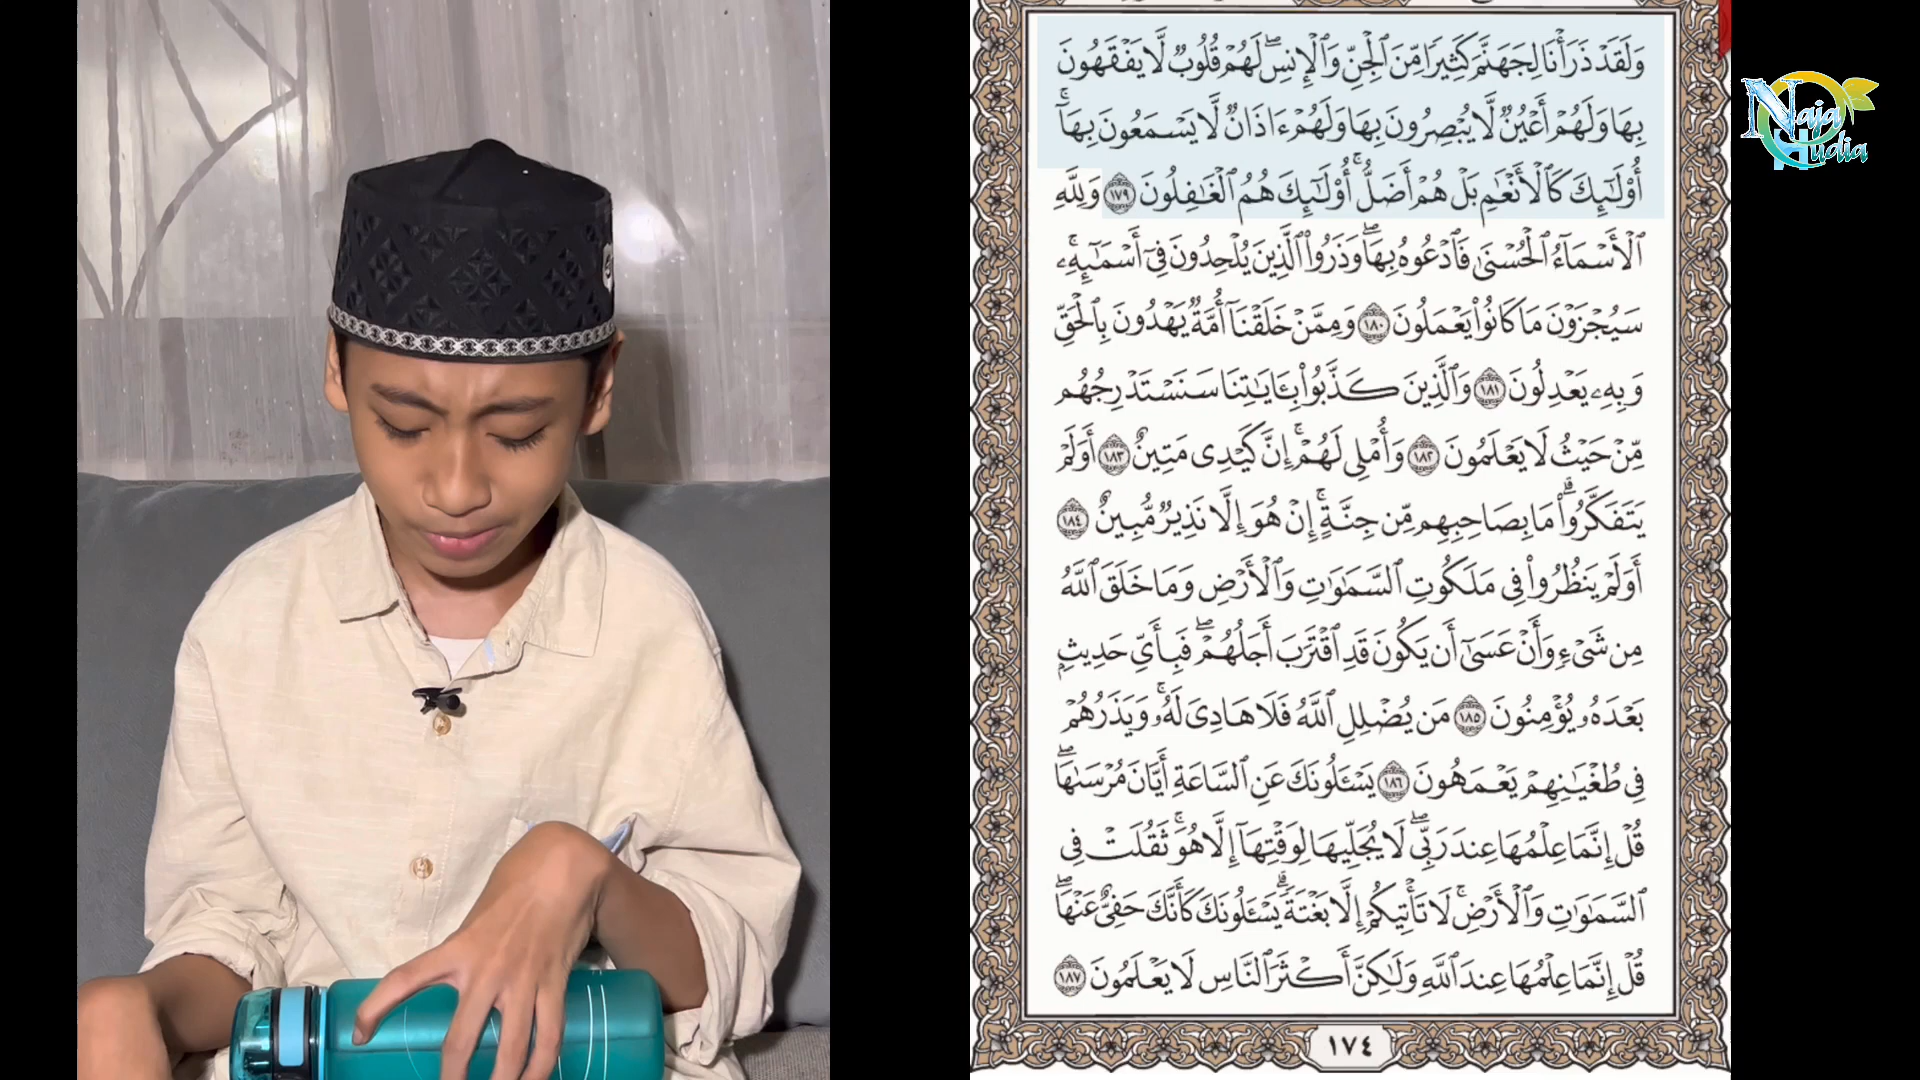 وَلَقَدْ ذَرَأْنَا لِجَهَنَّمَ كَثِيرًا مِّنَ ٱلْجِنِّ وَٱلْإِنسِ ۖ لَهُمْ قُلُوبٌ لَّا يَفْقَهُونَ
بِهَا وَلَهُمْ أَعْيُنٌ لَّا يُبْصِرُونَ بِهَا وَلَهُمْ ءَاذَانٌ لَّا يَسْمَعُونَ بِهَآ ۚ
أُو۟لَـٰٓئِكَ كَٱلْأَنْعَـٰمِ بَلْ هُمْ أَضَلُّ ۚ أُو۟لَـٰٓئِكَ هُمُ ٱلْغَـٰفِلُونَ ١٧٩ وَلِلَّهِ
ٱلْأَسْمَآءُ ٱلْحُسْنَىٰ فَٱدْعُوهُ بِهَا ۖ وَذَرُوا۟ ٱلَّذِينَ يُلْحِدُونَ فِىٓ أَسْمَـٰٓئِهِۦ ۚ
سَيُجْزَوْنَ مَا كَانُوا۟ يَعْمَلُونَ ١٨٠ وَمِمَّنْ خَلَقْنَآ أُمَّةٌ يَهْدُونَ بِٱلْحَقِّ
وَبِهِۦ يَعْدِلُونَ ١٨١ وَٱلَّذِينَ كَذَّبُوا۟ بِـَٔايَـٰتِنَا سَنَسْتَدْرِجُهُم
مِّنْ حَيْثُ لَا يَعْلَمُونَ ١٨٢ وَأُمْلِى لَهُمْ ۚ إِنَّ كَيْدِى مَتِينٌ ١٨٣ أَوَلَمْ
يَتَفَكَّرُوا۟ ۗ مَا بِصَاحِبِهِم مِّن جِنَّةٍ ۚ إِنْ هُوَ إِلَّا نَذِيرٌ مُّبِينٌ ١٨٤
أَوَلَمْ يَنظُرُوا۟ فِى مَلَكُوتِ ٱلسَّمَـٰوَٰتِ وَٱلْأَرْضِ وَمَا خَلَقَ ٱللَّهُ
مِن شَىْءٍ وَأَنْ عَسَىٰٓ أَن يَكُونَ قَدِ ٱقْتَرَبَ أَجَلُهُمْ ۖ فَبِأَىِّ حَدِيثٍ
بَعْدَهُۥ يُؤْمِنُونَ ١٨٥ مَن يُضْلِلِ ٱللَّهُ فَلَا هَادِىَ لَهُۥ ۚ وَيَذَرُهُمْ
فِى طُغْيَـٰنِهِمْ يَعْمَهُونَ ١٨٦ يَسْـَٔلُونَكَ عَنِ ٱلسَّاعَةِ أَيَّانَ مُرْسَىٰهَا ۖ
قُلْ إِنَّمَا عِلْمُهَا عِندَ رَبِّى ۖ لَا يُجَلِّيهَا لِوَقْتِهَآ إِلَّا هُوَ ۚ ثَقُلَتْ فِى
ٱلسَّمَـٰوَٰتِ وَٱلْأَرْضِ ۚ لَا تَأْتِيكُمْ إِلَّا بَغْتَةً ۗ يَسْـَٔلُونَكَ كَأَنَّكَ حَفِىٌّ عَنْهَا ۖ
قُلْ إِنَّمَا عِلْمُهَا عِندَ ٱللَّهِ وَلَـٰكِنَّ أَكْثَرَ ٱلنَّاسِ لَا يَعْلَمُونَ ١٨٧
١٧٤
Naja
Hudia